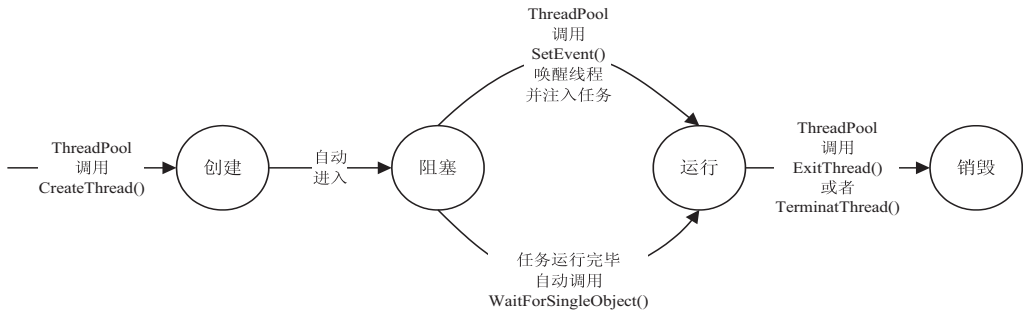 ThreadPool
调用
CreateThread()
创建
自动
进入
阻塞
ThreadPool
调用
SetEvent()
唤醒线程
并注入任务
任务运行完毕
自动调用
WaitForSingleObject()
运行
ThreadPool
调用
ExitThread()
或者
TerminatThread()
销毁